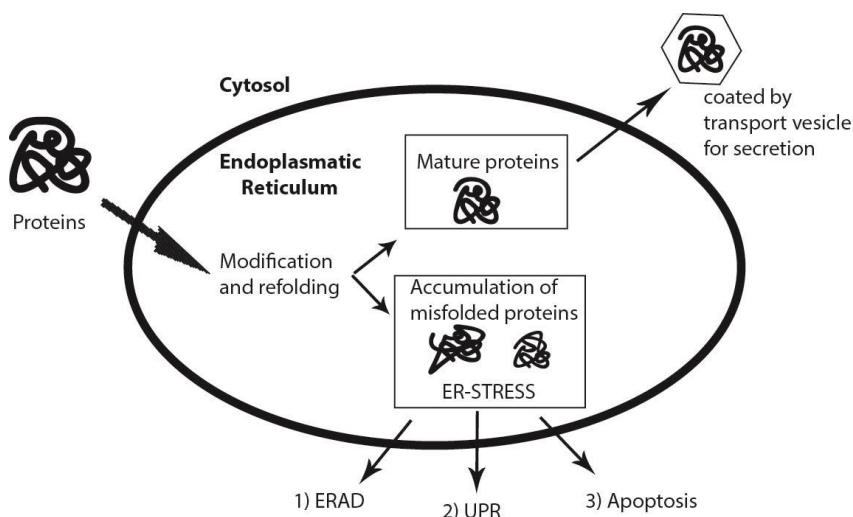 Cytosol
coated by
transport vesicle
for secretion
Endoplasmatic
Reticulum
Mature proteins
Proteins
Modification
and refolding
Accumulation of
misfolded proteins
ER-STRESS
1) ERAD
2) UPR
3) Apoptosis